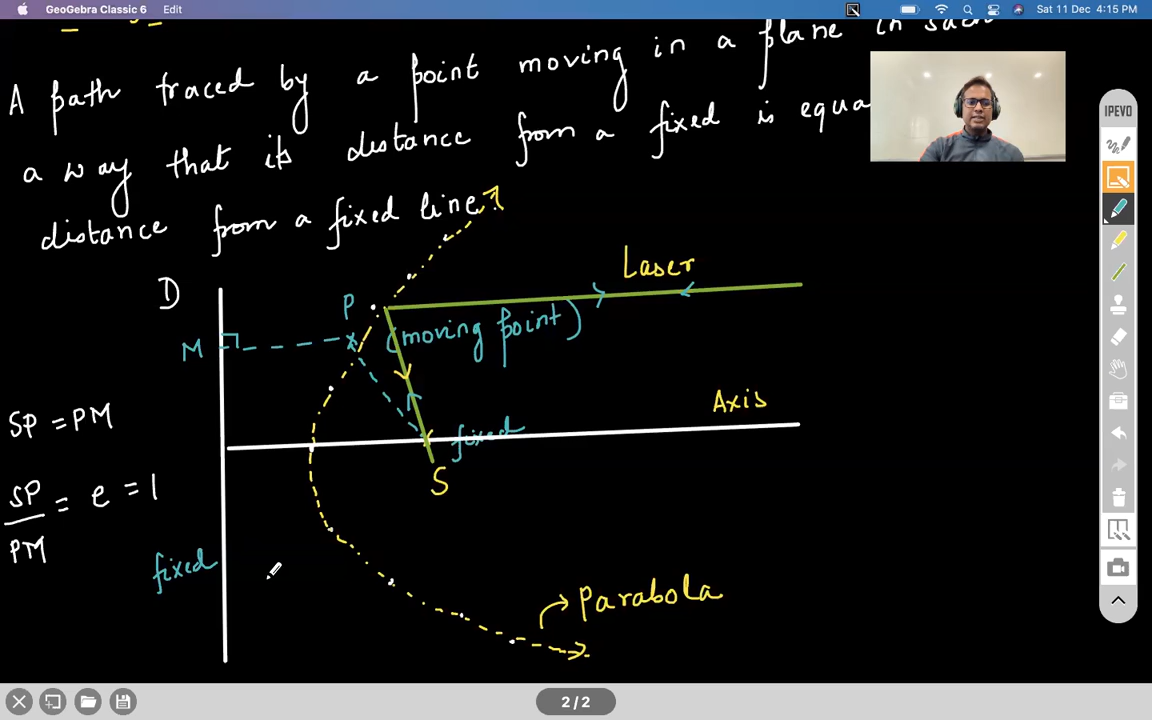 GeoGebra Classic 6 Edit Sat 11 Dec 4:15 PM
A path traced by a point moving in a plane in such
a way that its distance from a fixed is equa
distance from a fixed line.
IPEVO
D
Laser
P
(moving point)
M
Axis
SP = PM
fixed
S
SP/PM = e = 1
fixed
Parabola
2/2